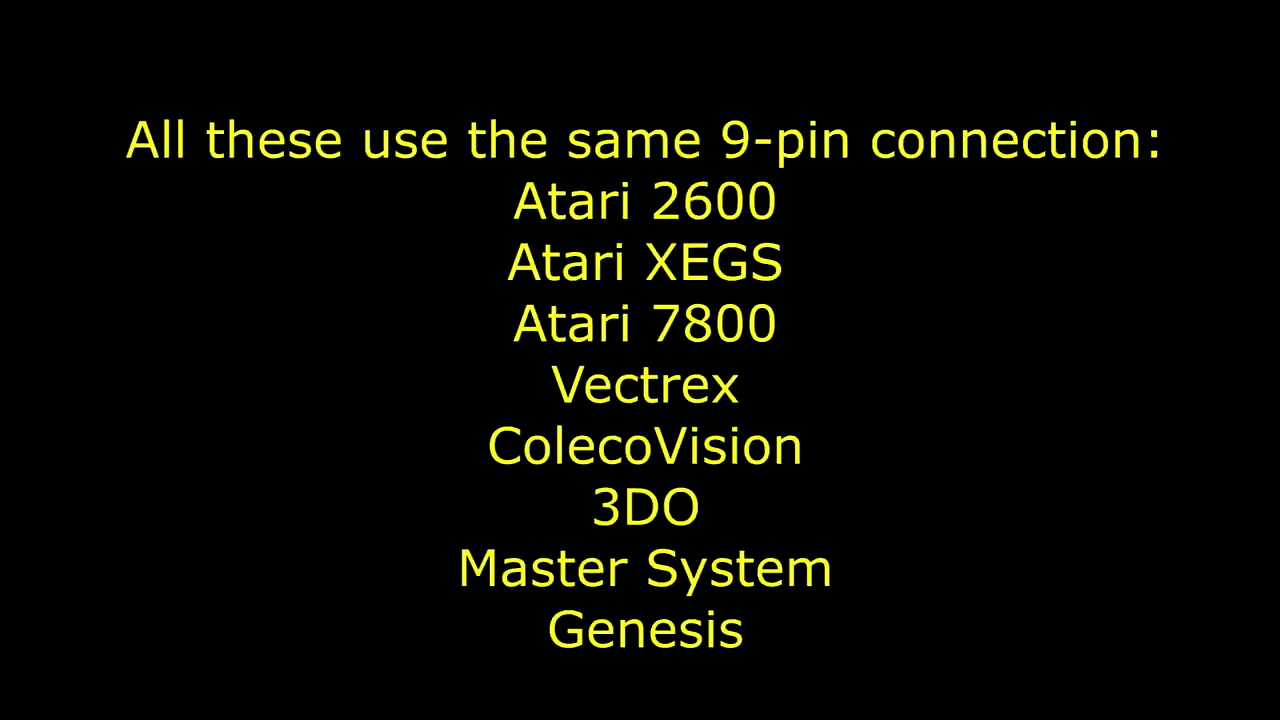 All these use the same 9-pin connection:
Atari 2600
Atari XEGS
Atari 7800
Vectrex
ColecoVision
3DO
Master System
Genesis